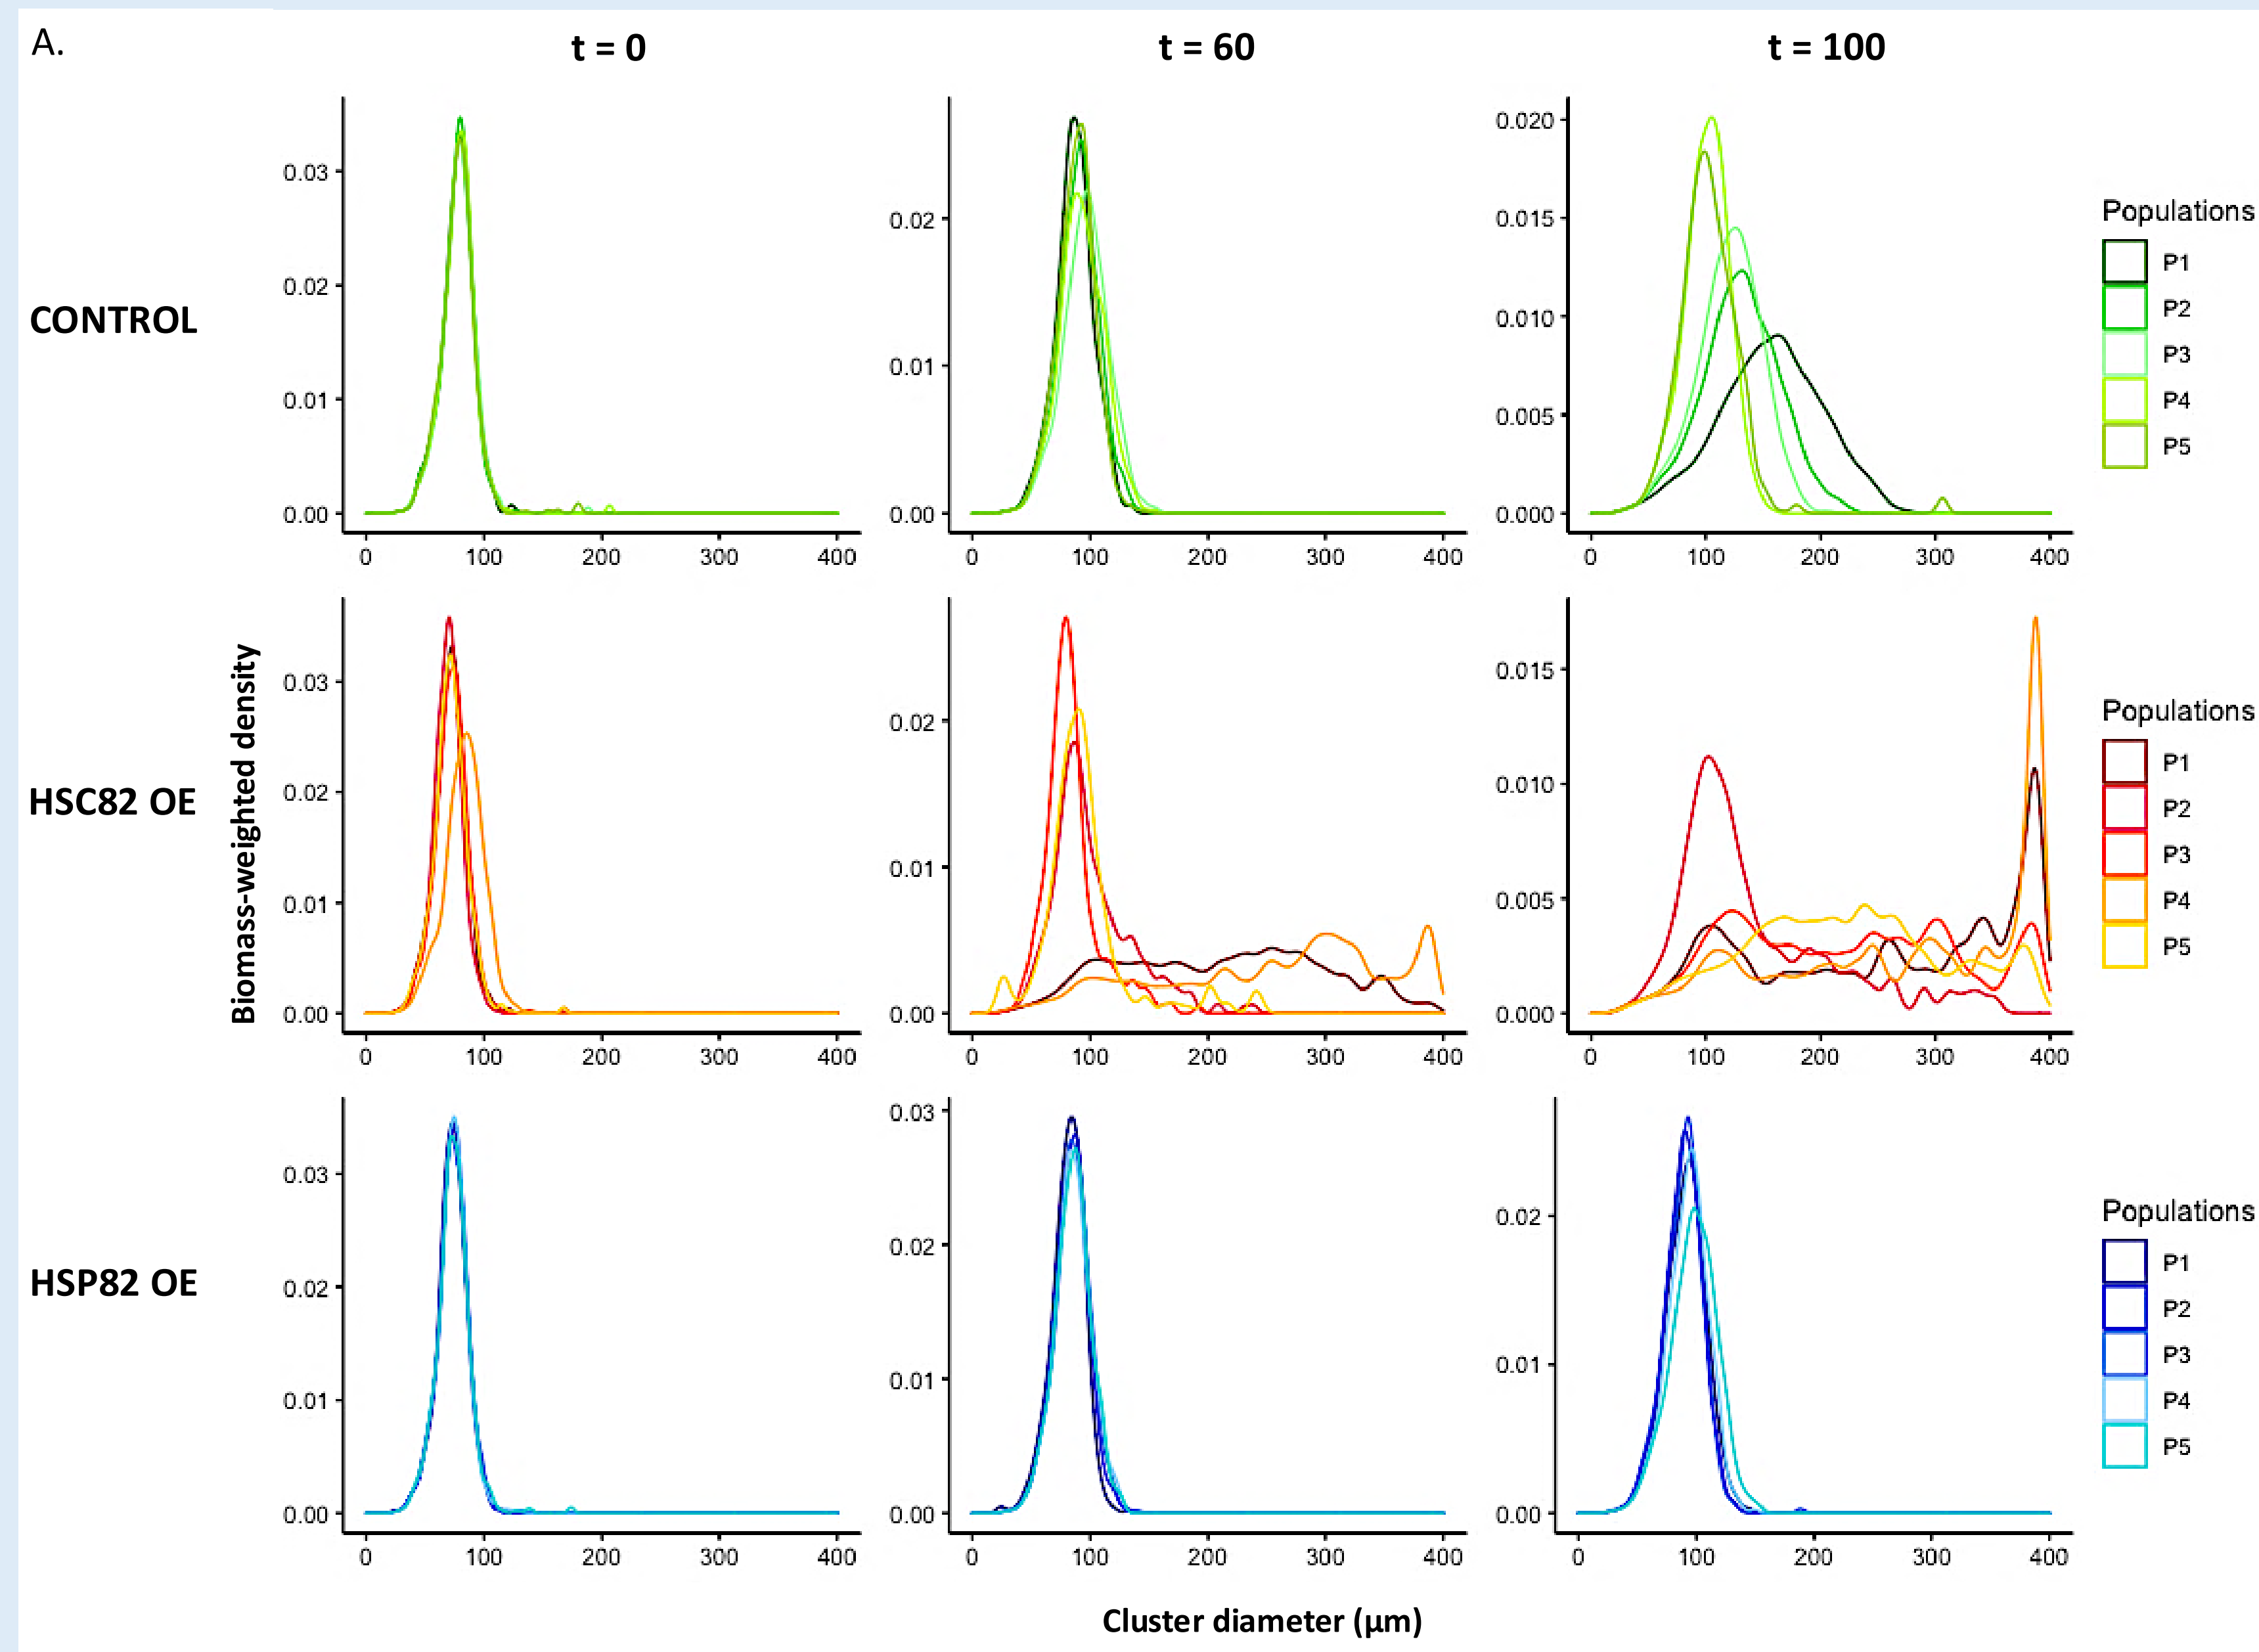 A.
t = 0
t = 60
t = 100
CONTROL
0.03
0.02
0.01
0.00
0 100 200 300 400
0.02
0.01
0.00
0 100 200 300 400
0.020
0.015
0.010
0.005
0.000
0 100 200 300 400
Populations
P1
P2
P3
P4
P5
HSC82 OE
Biomass-weighted density
0.03
0.02
0.01
0.00
0 100 200 300 400
0.02
0.01
0.00
0 100 200 300 400
0.015
0.010
0.005
0.000
0 100 200 300 400
Populations
P1
P2
P3
P4
P5
HSP82 OE
0.03
0.02
0.01
0.00
0 100 200 300 400
0.03
0.02
0.01
0.00
0 100 200 300 400
0.02
0.01
0.00
0 100 200 300 400
Populations
P1
P2
P3
P4
P5
Cluster diameter (μm)